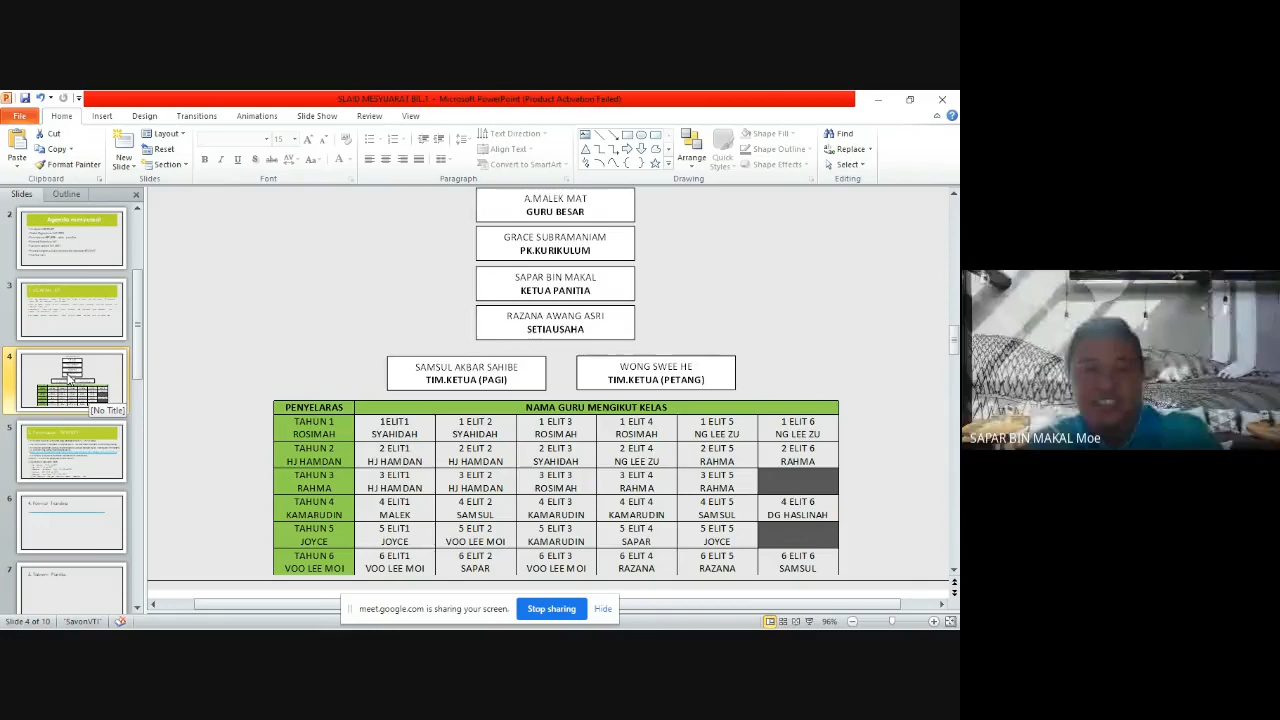 SLAID MESYUARAT BIL.1 - Microsoft PowerPoint (Product Activation Failed)
File Home Insert Design Transitions Animations Slide Show Review View
Paste
Cut
Copy
Format Painter
Clipboard
New Slide
Layout
Reset
Section
Slides
15
Font
Paragraph
Text Direction
Align Text
Convert to SmartArt
Arrange
Quick Styles
Drawing
Shape Fill
Shape Outline
Shape Effects
Find
Replace
Select
Editing
Slides Outline
2
Agenda mesyuarat
3
4
[No Title]
5
6
7
A.MALEK MAT
GURU BESAR
GRACE SUBRAMANIAM
PK.KURIKULUM
SAPAR BIN MAKAL
KETUA PANITIA
RAZANA AWANG ASRI
SETIAUSAHA
SAMSUL AKBAR SAHIBE
TIM.KETUA (PAGI)
WONG SWEE HE
TIM.KETUA (PETANG)
PENYELARAS NAMA GURU MENGIKUT KELAS
TAHUN 1 1ELIT1 1 ELIT 2 1 ELIT 3 1 ELIT 4 1 ELIT 5 1 ELIT 6
ROSIMAH SYAHIDAH SYAHIDAH ROSIMAH ROSIMAH NG LEE ZU NG LEE ZU
TAHUN 2 2 ELIT1 2 ELIT 2 2 ELIT 3 2 ELIT 4 2 ELIT 5 2 ELIT 6
HJ HAMDAN HJ HAMDAN HJ HAMDAN SYAHIDAH NG LEE ZU RAHMA RAHMA
TAHUN 3 3 ELIT1 3 ELIT 2 3 ELIT 3 3 ELIT 4 3 ELIT 5
RAHMA HJ HAMDAN HJ HAMDAN ROSIMAH RAHMA RAHMA
TAHUN 4 4 ELIT1 4 ELIT 2 4 ELIT 3 4 ELIT 4 4 ELIT 5 4 ELIT 6
KAMARUDIN MALEK SAMSUL KAMARUDIN KAMARUDIN SAMSUL DG HASLINAH
TAHUN 5 5 ELIT1 5 ELIT 2 5 ELIT 3 5 ELIT 4 5 ELIT 5
JOYCE JOYCE VOO LEE MOI KAMARUDIN SAPAR JOYCE
TAHUN 6 6 ELIT1 6 ELIT 2 6 ELIT 3 6 ELIT 4 6 ELIT 5 6 ELIT 6
VOO LEE MOI VOO LEE MOI SAPAR VOO LEE MOI RAZANA RAZANA SAMSUL
meet.google.com is sharing your screen.
Stop sharing
Hide
Slide 4 of 10 "SavonVTI" 96%
SAPAR BIN MAKAL Moe